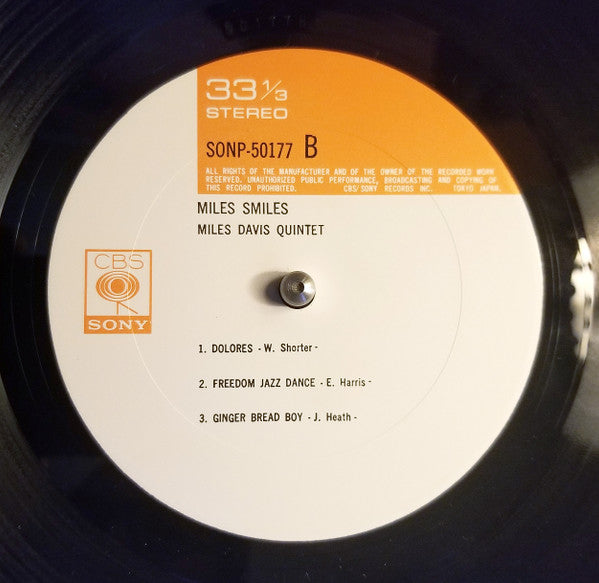 33 1/3
STEREO
SONP-50177 B
ALL RIGHTS OF THE MANUFACTURER AND OF THE OWNER OF THE RECORDED WORK
RESERVED. UNAUTHORIZED PUBLIC PERFORMANCE, BROADCASTING AND COPYING OF
THIS RECORD PROHIBITED. CBS/SONY RECORDS INC. TOKYO JAPAN.
MILES SMILES
MILES DAVIS QUINTET
CBS
SONY
1. DOLORES - W. Shorter -
2. FREEDOM JAZZ DANCE - E. Harris -
3. GINGER BREAD BOY - J. Heath -